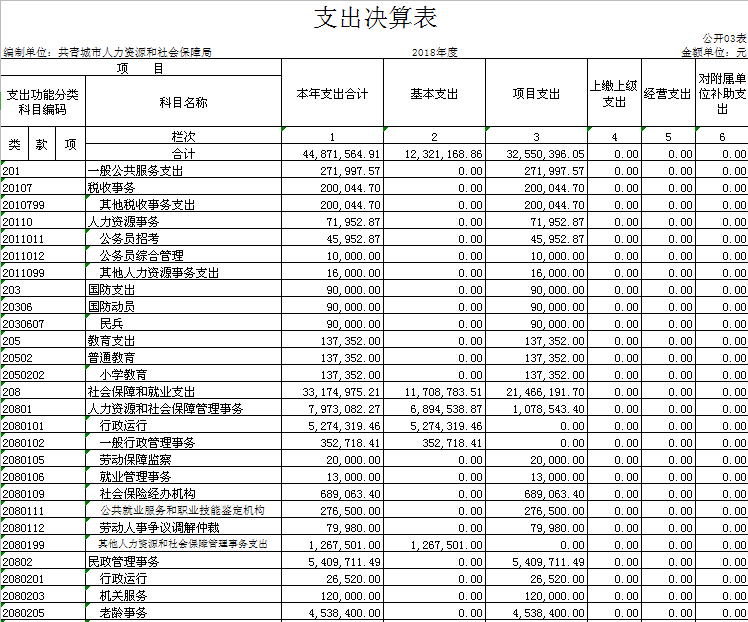 支出决算表
公开03表
编制单位：共青城市人力资源和社会保障局 2018年度 金额单位：元
项 目 本年支出合计 基本支出 项目支出 上缴上级支出 经营支出 对附属单位补助支出
支出功能分类科目编码 科目名称
类 款 项 栏次 1 2 3 4 5 6
合计 44,871,564.91 12,321,168.86 32,550,396.05 0.00 0.00 0.00
201 一般公共服务支出 271,997.57 0.00 271,997.57 0.00 0.00 0.00
20107 税收事务 200,044.70 0.00 200,044.70 0.00 0.00 0.00
2010799 其他税收事务支出 200,044.70 0.00 200,044.70 0.00 0.00 0.00
20110 人力资源事务 71,952.87 0.00 71,952.87 0.00 0.00 0.00
2011011 公务员招考 45,952.87 0.00 45,952.87 0.00 0.00 0.00
2011012 公务员综合管理 10,000.00 0.00 10,000.00 0.00 0.00 0.00
2011099 其他人力资源事务支出 16,000.00 0.00 16,000.00 0.00 0.00 0.00
203 国防支出 90,000.00 0.00 90,000.00 0.00 0.00 0.00
20306 国防动员 90,000.00 0.00 90,000.00 0.00 0.00 0.00
2030607 民兵 90,000.00 0.00 90,000.00 0.00 0.00 0.00
205 教育支出 137,352.00 0.00 137,352.00 0.00 0.00 0.00
20502 普通教育 137,352.00 0.00 137,352.00 0.00 0.00 0.00
2050202 小学教育 137,352.00 0.00 137,352.00 0.00 0.00 0.00
208 社会保障和就业支出 33,174,975.21 11,708,783.51 21,466,191.70 0.00 0.00 0.00
20801 人力资源和社会保障管理事务 7,973,082.27 6,894,538.87 1,078,543.40 0.00 0.00 0.00
2080101 行政运行 5,274,319.46 5,274,319.46 0.00 0.00 0.00 0.00
2080102 一般行政管理事务 352,718.41 352,718.41 0.00 0.00 0.00 0.00
2080105 劳动保障监察 20,000.00 0.00 20,000.00 0.00 0.00 0.00
2080106 就业管理事务 13,000.00 0.00 13,000.00 0.00 0.00 0.00
2080109 社会保险经办机构 689,063.40 0.00 689,063.40 0.00 0.00 0.00
2080111 公共就业服务和职业技能鉴定机构 276,500.00 0.00 276,500.00 0.00 0.00 0.00
2080112 劳动人事争议调解仲裁 79,980.00 0.00 79,980.00 0.00 0.00 0.00
2080199 其他人力资源和社会保障管理事务支出 1,267,501.00 1,267,501.00 0.00 0.00 0.00 0.00
20802 民政管理事务 5,409,711.49 0.00 5,409,711.49 0.00 0.00 0.00
2080201 行政运行 26,520.00 0.00 26,520.00 0.00 0.00 0.00
2080203 机关服务 120,000.00 0.00 120,000.00 0.00 0.00 0.00
2080205 老龄事务 4,538,400.00 0.00 4,538,400.00 0.00 0.00 0.00